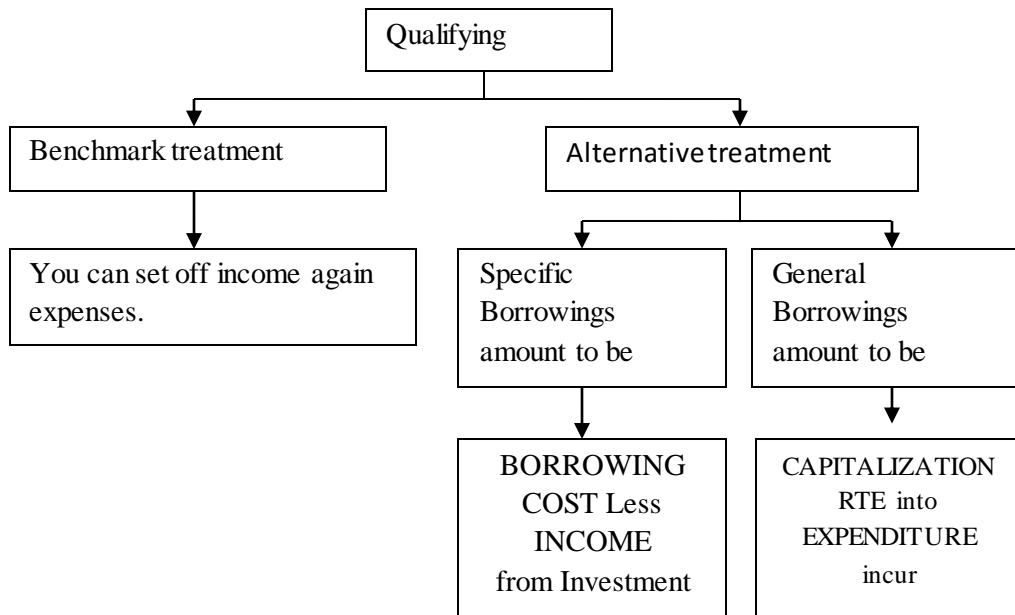 Qualifying
Benchmark treatment
Alternative treatment
You can set off income again
expenses.
Specific
Borrowings
amount to be
General
Borrowings
amount to be
BORROWING
COST Less
INCOME
from Investment
CAPITALIZATION
RTE into
EXPENDITURE
incur